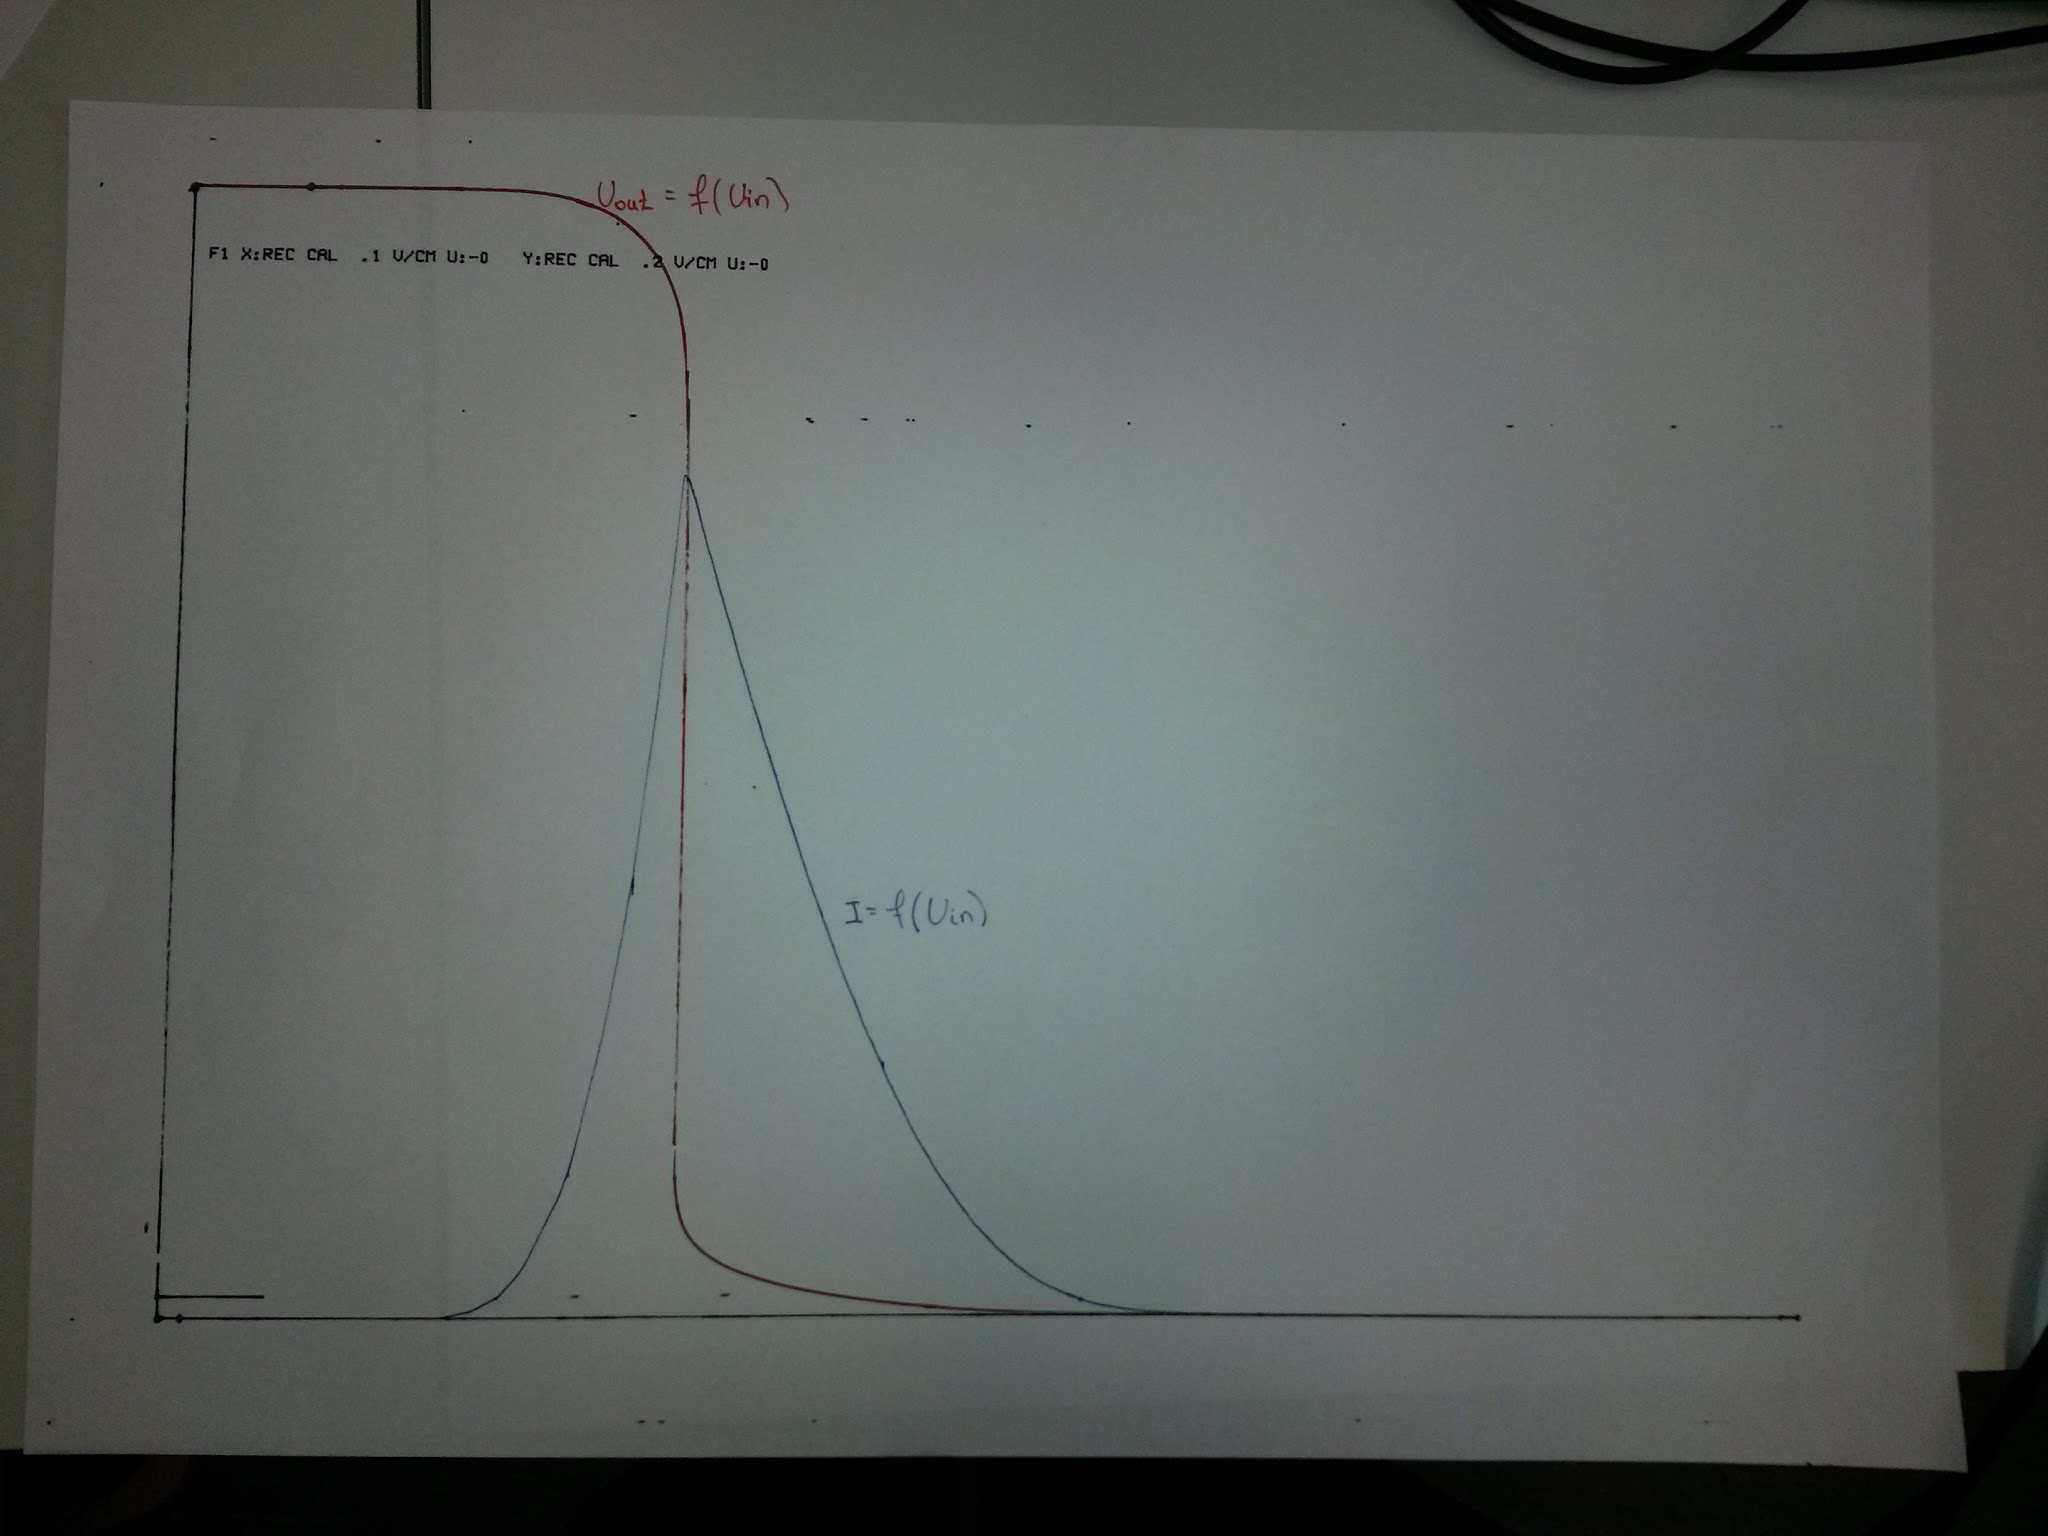 Uout = f(Uin)
F1 X:REC CAL .1 V/CM U:-0 Y:REC CAL .2 V/CM U:-0
I= f(Uin)